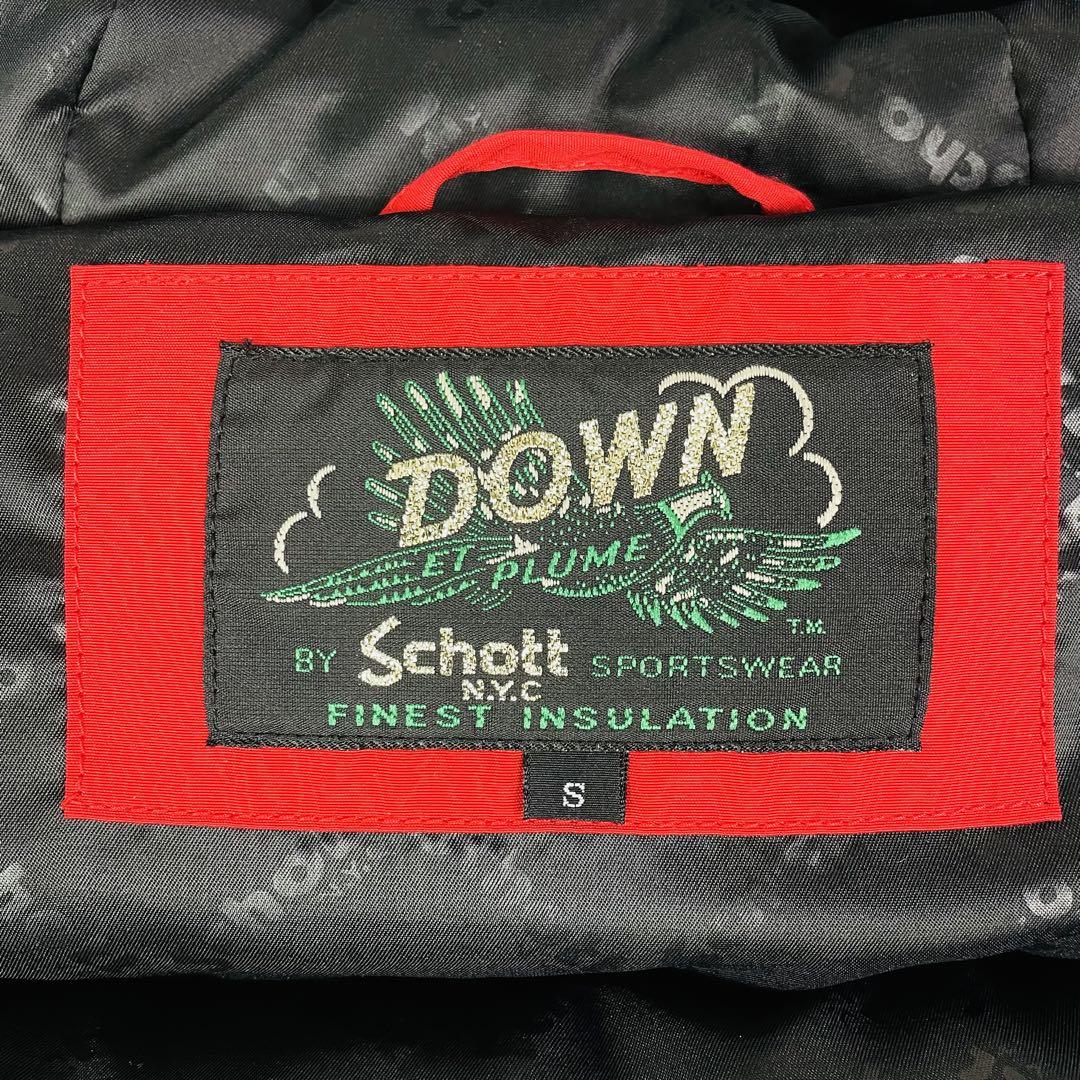 DOWN
ET PLUME
T.M.
BY Schott SPORTSWEAR
N.Y.C
FINEST INSULATION
S